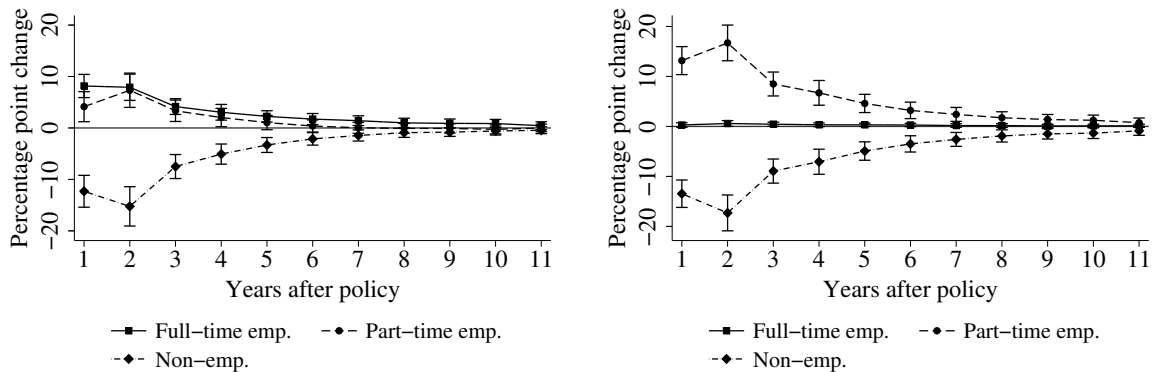 Percentage point change
20
10
0
−10
−20
1 2 3 4 5 6 7 8 9 10 11
Years after policy
Full−time emp. Part−time emp.
Non−emp.
Percentage point change
20
10
0
−10
−20
1 2 3 4 5 6 7 8 9 10 11
Years after policy
Full−time emp. Part−time emp.
Non−emp.